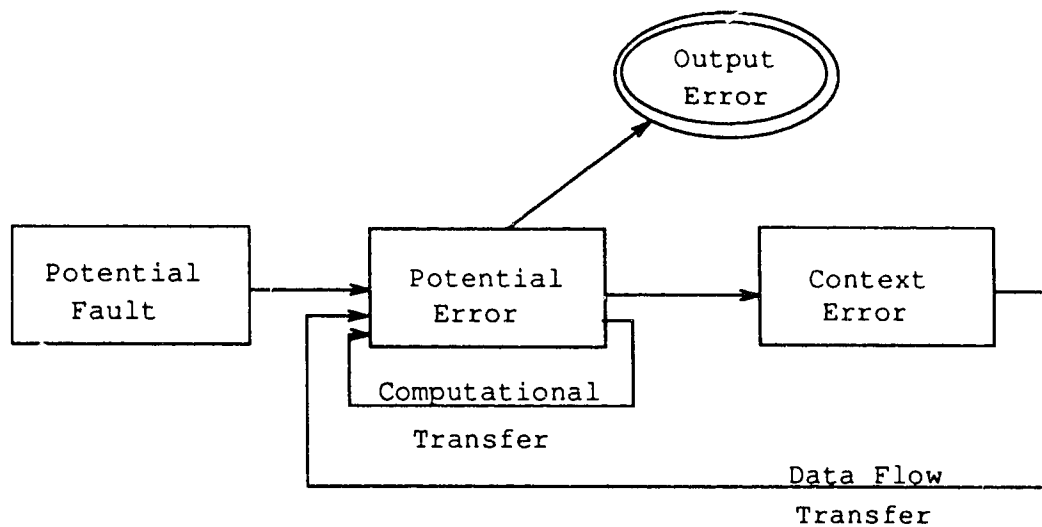 Output
Error
Potential
Fault
Potential
Error
Context
Error
Computational
Transfer
Data Flow
Transfer